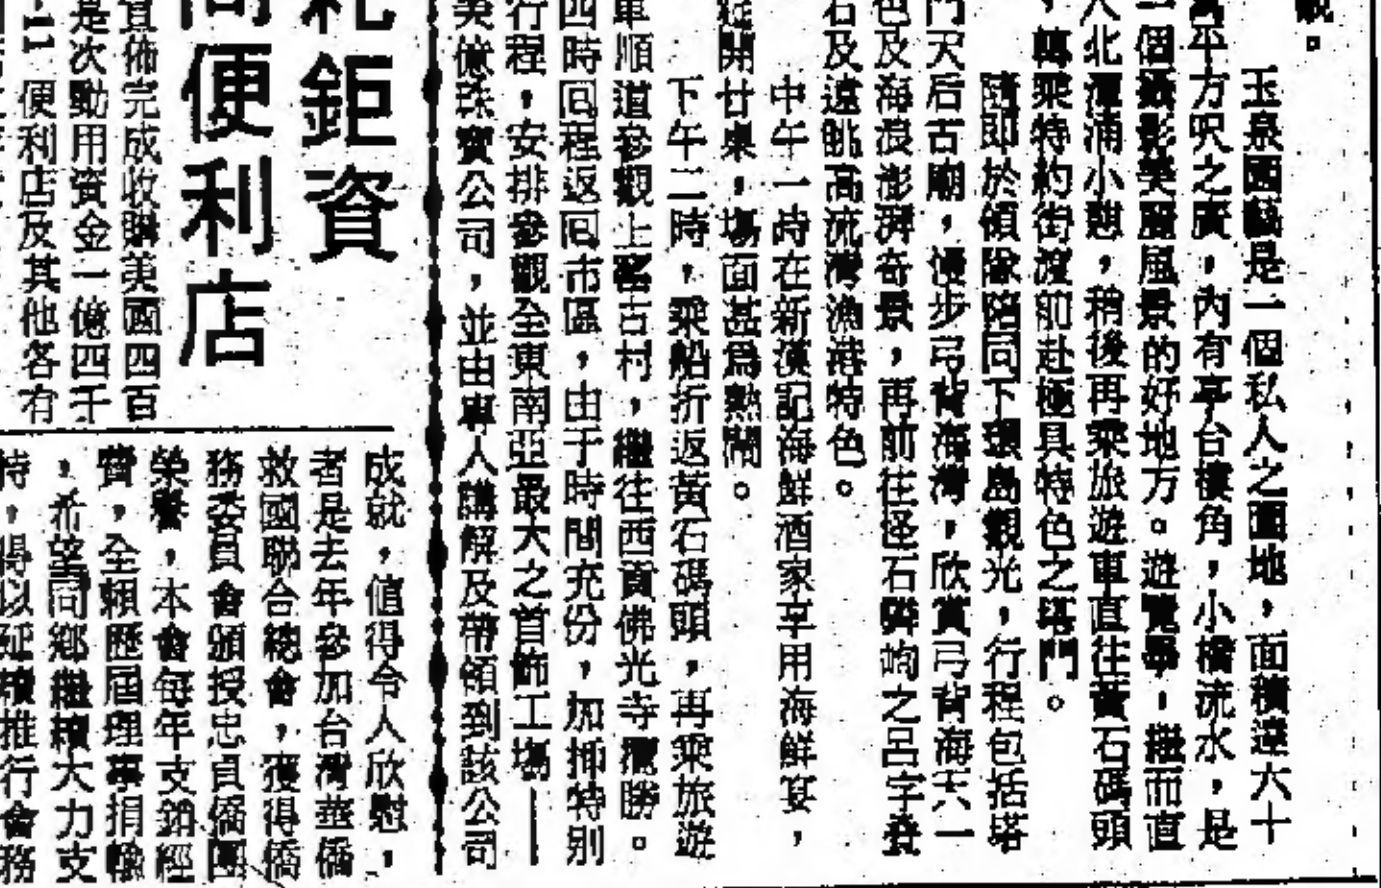 觀。
玉泉園藝是一個私人之園地，面積達六十
萬平方呎之廣，內有亭台樓角，小橋流水，是
一個攝影美麗風景的好地方。遊覽畢，繼而直
入北潭涌小憩，稍後再乘旅遊車直往黃石碼頭
，轉乘特約街渡前赴極具特色之塔門。
隨即於領隊陪同下環島觀光，行程包括塔
門天后古廟，漫步弓背海灣，欣賞弓背海天一
色及海浪澎湃奇景，再前往怪石嶙峋之呂字疊
石及遠眺高流灣漁港特色。
中午一時在新漢記海鮮酒家享用海鮮宴，
筵開廿桌，場面甚為熱鬧。
下午二時，乘船折返黃石碼頭，再乘旅遊
車順道參觀上窰古村，繼往西貢佛光寺攬勝。
四時回程返回市區，由于時間充份，加插特別
行程，安排參觀全東南亞最大之首飾工場——
美億珠寶公司，並由專人講解及帶領到該公司
鉅資
便利店
宣佈完成收購美國四百
是次動用資金一億四千
11便利店及其他各有
成就，值得令人欣慰，
者是去年參加台灣華僑
救國聯合總會，獲得僑
務委員會頒授忠貞僑團
榮譽，本會每年支銷經
費，全賴歷屆理事捐輸
，希望同鄉繼續大力支
持，得以延續推行會務